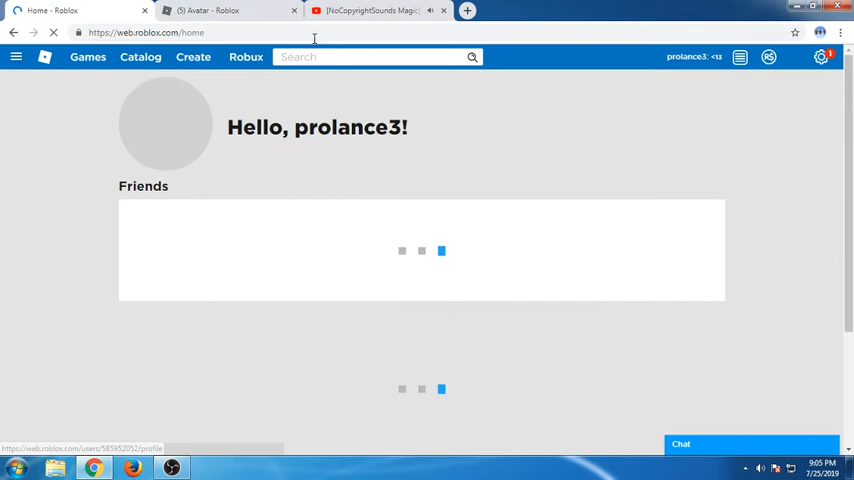 Home - Roblox
(5) Avatar - Roblox
[NoCopyrightSounds Magic]
https://web.roblox.com/home
Games
Catalog
Create
Robux
Search
prolance3: <13
R$
1
Hello, prolance3!
Friends
Chat
https://web.roblox.com/users/585952052/profile
9:05 PM
7/25/2019